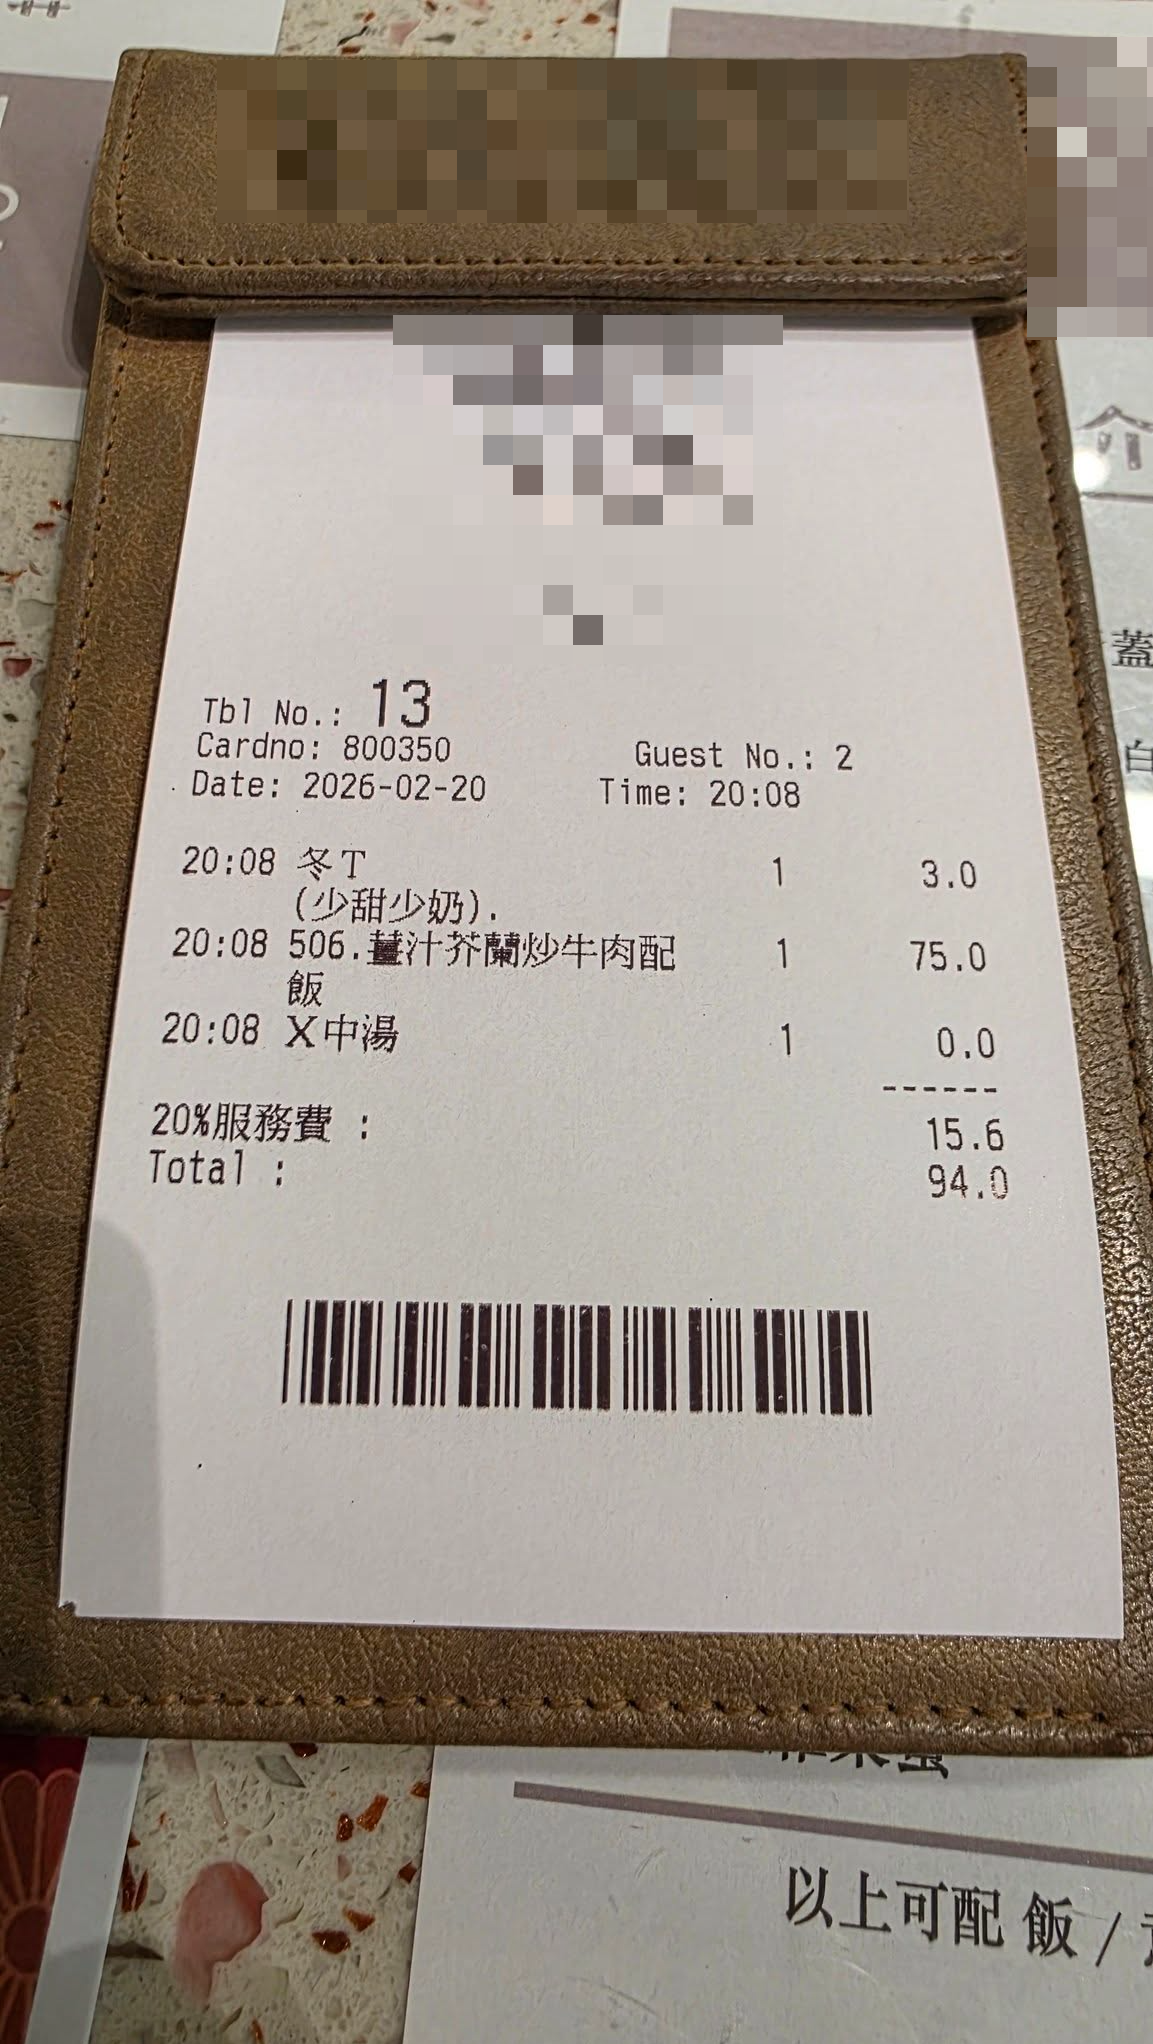 Tbl No.: 13
Cardno: 800350 Guest No.: 2
Date: 2026-02-20 Time: 20:08
20:08 冬T 1 3.0
(少甜少奶).
20:08 506.薑汁芥蘭炒牛肉配 1 75.0
飯
20:08 X中湯 1 0.0
------
20%服務費 : 15.6
Total : 94.0
蓋
白
以上可配 飯 /